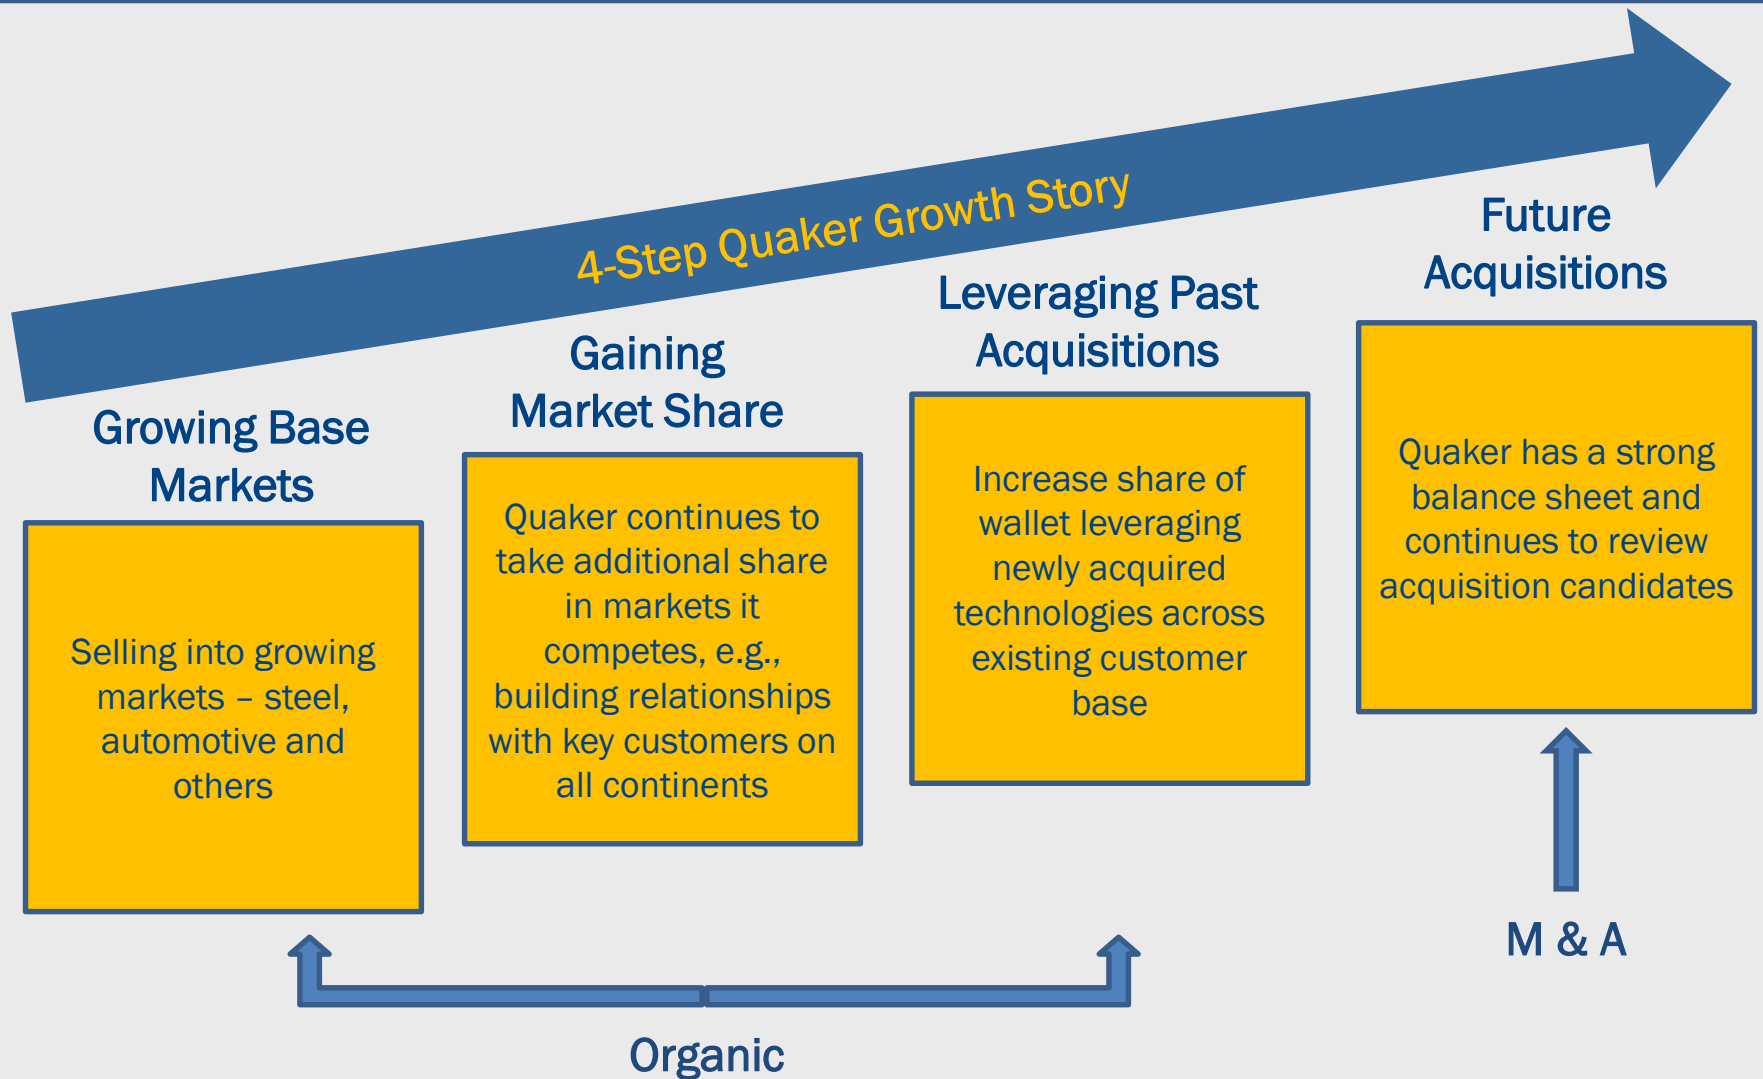 4-Step Quaker Growth Story
Growing Base
Markets
Selling into growing
markets – steel,
automotive and
others
Gaining
Market Share
Quaker continues to
take additional share
in markets it
competes, e.g.,
building relationships
with key customers on
all continents
Leveraging Past
Acquisitions
Increase share of
wallet leveraging
newly acquired
technologies across
existing customer
base
Future
Acquisitions
Quaker has a strong
balance sheet and
continues to review
acquisition candidates
Organic
M & A